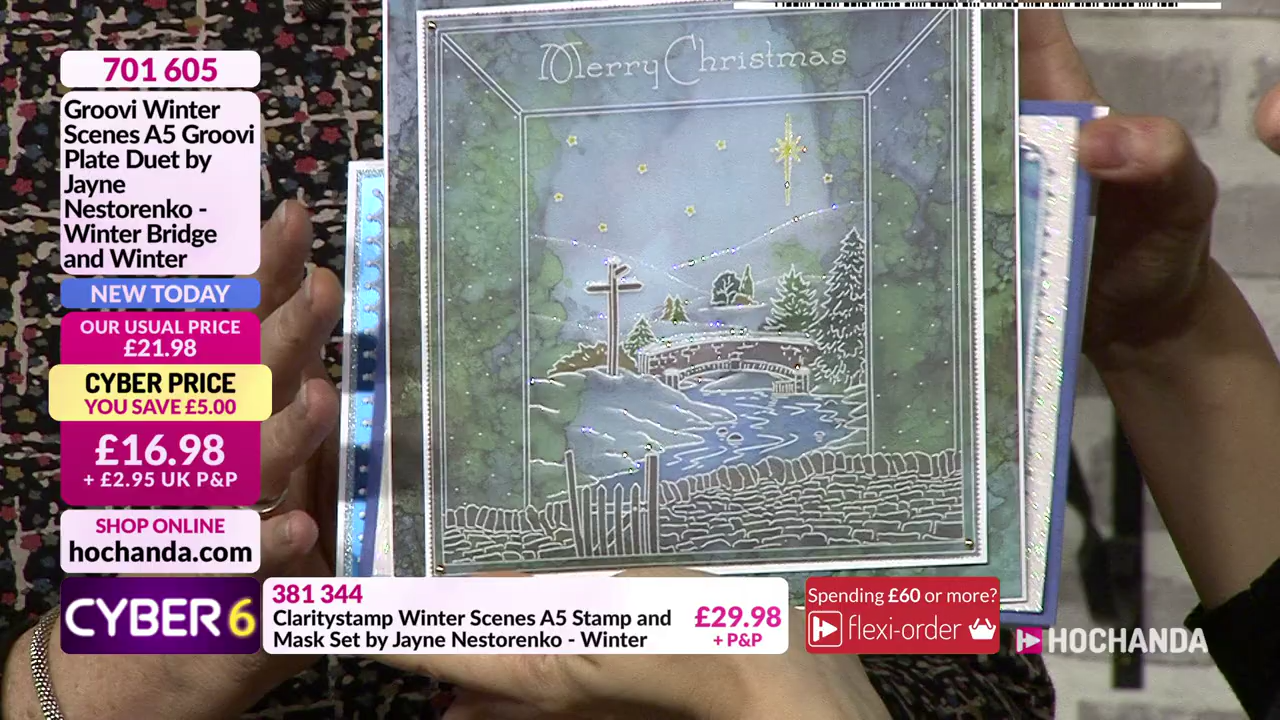 Merry Christmas
701 605
Groovi Winter
Scenes A5 Groovi
Plate Duet by
Jayne
Nestorenko -
Winter Bridge
and Winter
NEW TODAY
OUR USUAL PRICE
£21.98
CYBER PRICE
YOU SAVE £5.00
£16.98
+ £2.95 UK P&P
SHOP ONLINE
hochanda.com
CYBER 6
381 344
Claritystamp Winter Scenes A5 Stamp and
Mask Set by Jayne Nestorenko - Winter
£29.98
+ P&P
Spending £60 or more?
flexi-order
HOCHANDA